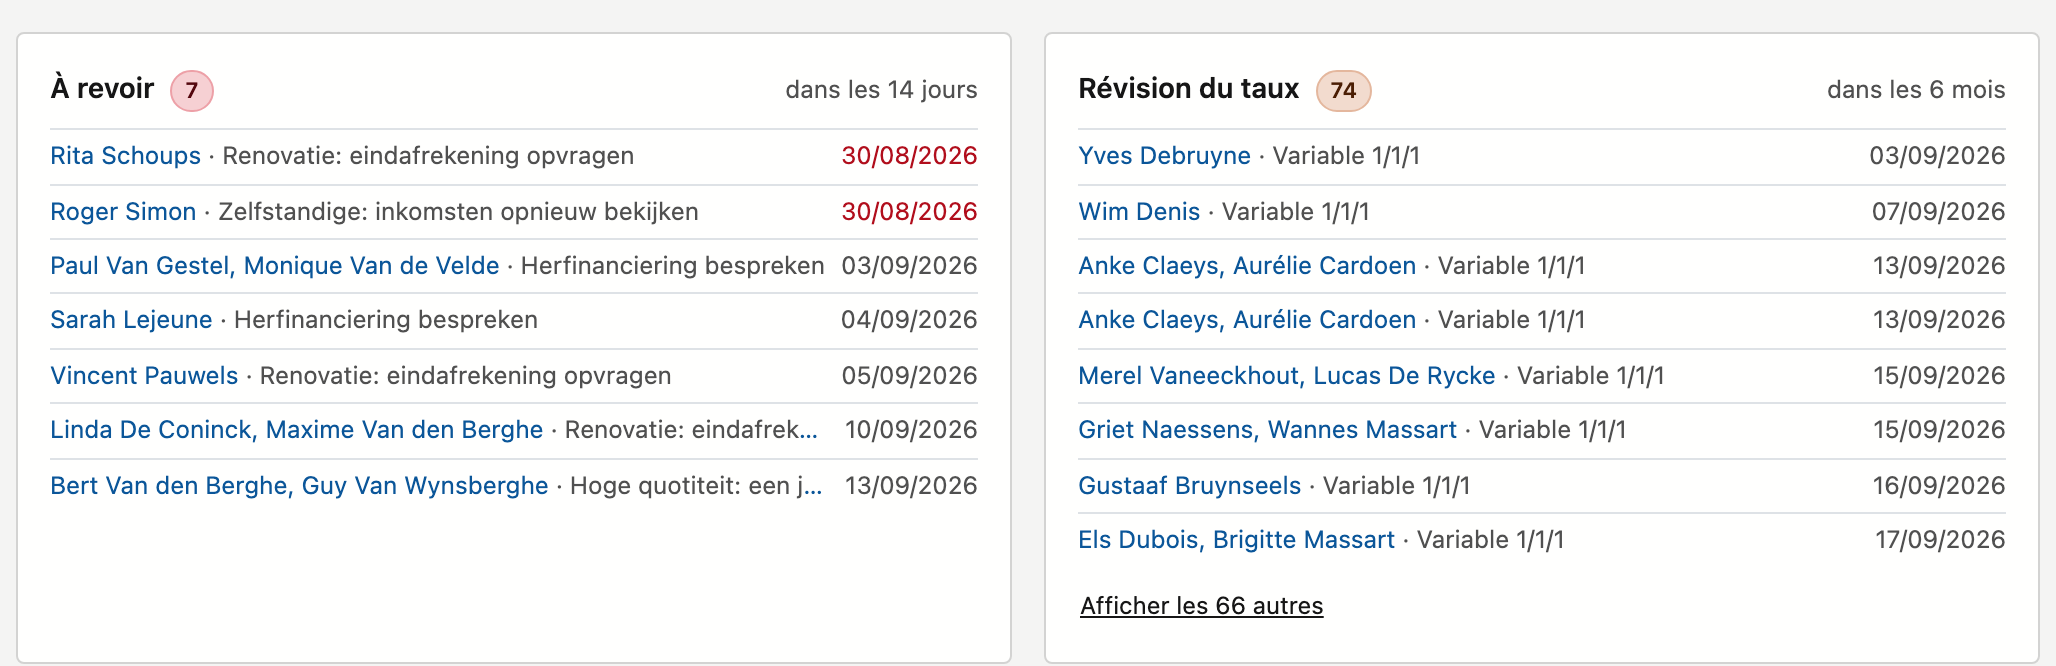 À revoir 7 dans les 14 jours
Rita Schoups · Renovatie: eindafrekening opvragen 30/08/2026
Roger Simon · Zelfstandige: inkomsten opnieuw bekijken 30/08/2026
Paul Van Gestel, Monique Van de Velde · Herfinanciering bespreken 03/09/2026
Sarah Lejeune · Herfinanciering bespreken 04/09/2026
Vincent Pauwels · Renovatie: eindafrekening opvragen 05/09/2026
Linda De Coninck, Maxime Van den Berghe · Renovatie: eindafrek... 10/09/2026
Bert Van den Berghe, Guy Van Wynsberghe · Hoge quotiteit: een j... 13/09/2026
Révision du taux 74 dans les 6 mois
Yves Debruyne · Variable 1/1/1 03/09/2026
Wim Denis · Variable 1/1/1 07/09/2026
Anke Claeys, Aurélie Cardoen · Variable 1/1/1 13/09/2026
Anke Claeys, Aurélie Cardoen · Variable 1/1/1 13/09/2026
Merel Vaneeckhout, Lucas De Rycke · Variable 1/1/1 15/09/2026
Griet Naessens, Wannes Massart · Variable 1/1/1 15/09/2026
Gustaaf Bruynseels · Variable 1/1/1 16/09/2026
Els Dubois, Brigitte Massart · Variable 1/1/1 17/09/2026
Afficher les 66 autres